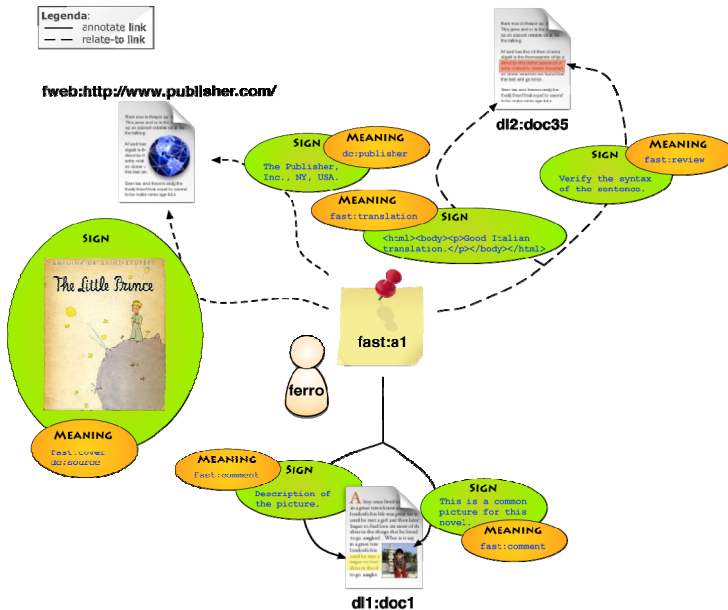 Legenda:
annotate link
relate-to link
fweb:http://www.publisher.com/
dl2:doc35
SIGN
The Publisher,
Inc., NY, USA.
MEANING
dc:publisher
SIGN
Verify the syntax
of the sentence.
MEANING
fast:review
MEANING
fast:translation
SIGN
<html><body><p>Good Italian
translation.</p></body></html>
SIGN
ANTOINE DE SAINT-EXUPERY
The Little Prince
MEANING
fast:cover
dc:source
fast:a1
ferro
MEANING
fast:comment
SIGN
Description of
the picture.
SIGN
This is a common
picture for this
novel.
MEANING
fast:comment
dl1:doc1